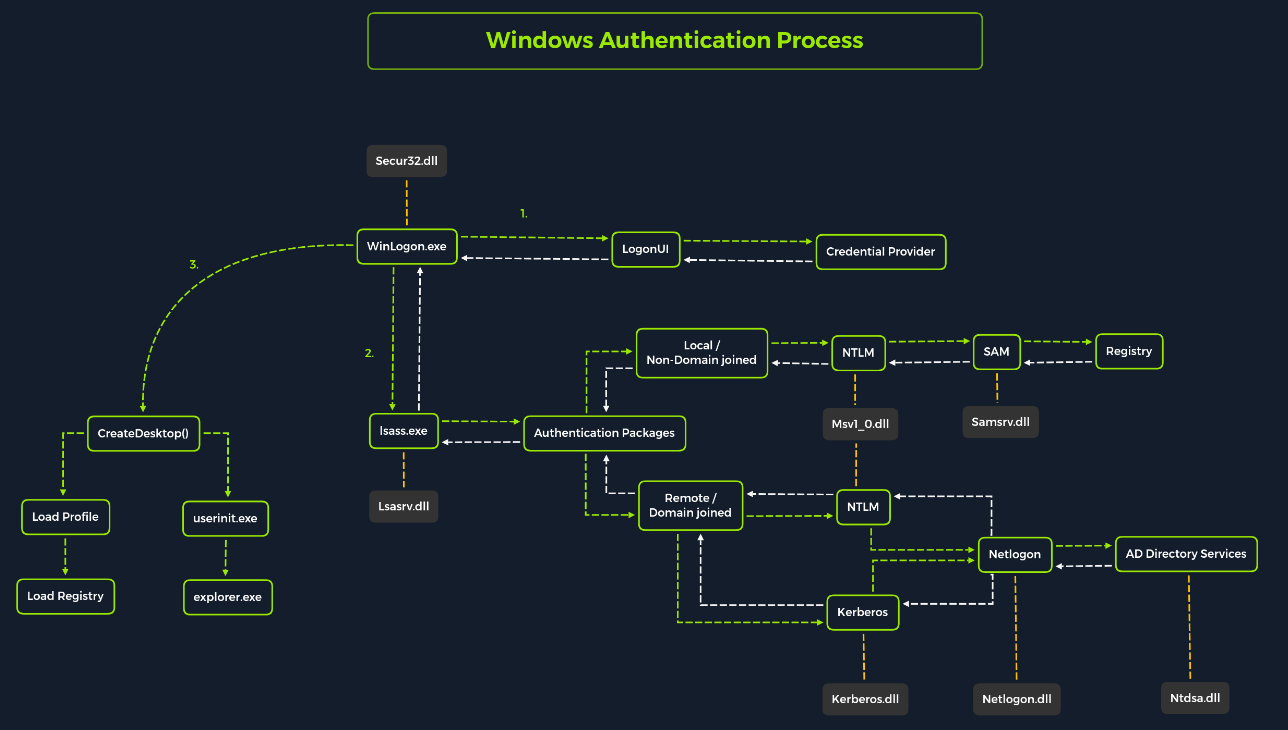 Windows Authentication Process
Secur32.dll
1.
WinLogon.exe
LogonUI
Credential Provider
3.
2.
Local /
Non-Domain joined
NTLM
SAM
Registry
CreateDesktop()
lsass.exe
Authentication Packages
Msv1_0.dll
Samsrv.dll
Load Profile
userinit.exe
Lsasrv.dll
Remote /
Domain joined
NTLM
Netlogon
AD Directory Services
Load Registry
explorer.exe
Kerberos
Kerberos.dll
Netlogon.dll
Ntdsa.dll